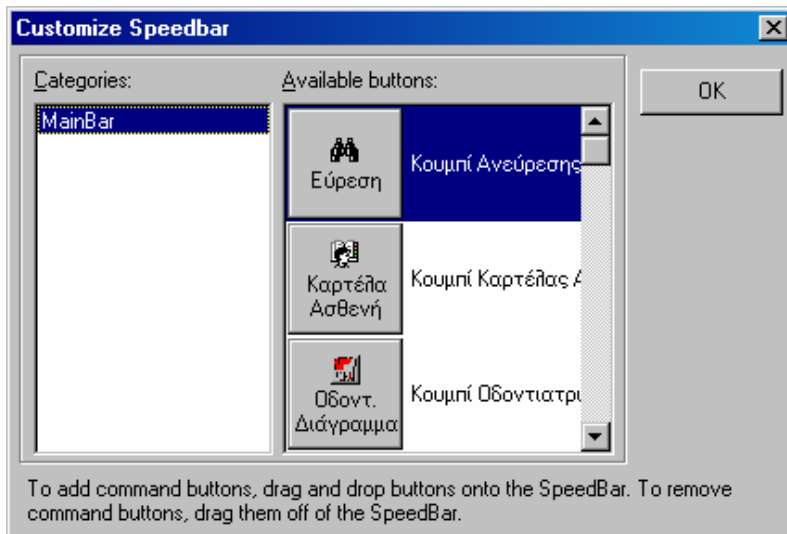 Customize Speedbar
Categories:
Available buttons:
OK
MainBar
Εύρεση
Κουμπί Ανεύρεσης
Καρτέλα
Ασθενή
Κουμπί Καρτέλας
Οδοντ.
Διάγραμμα
Κουμπί
To add command buttons, drag and drop buttons onto the SpeedBar. To remove
command buttons, drag them off of the SpeedBar.